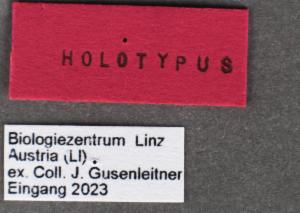 HOLOTYPUS
Biologiezentrum Linz
Austria (LI)
ex. Coll. J. Gusenleitner
Eingang 2023